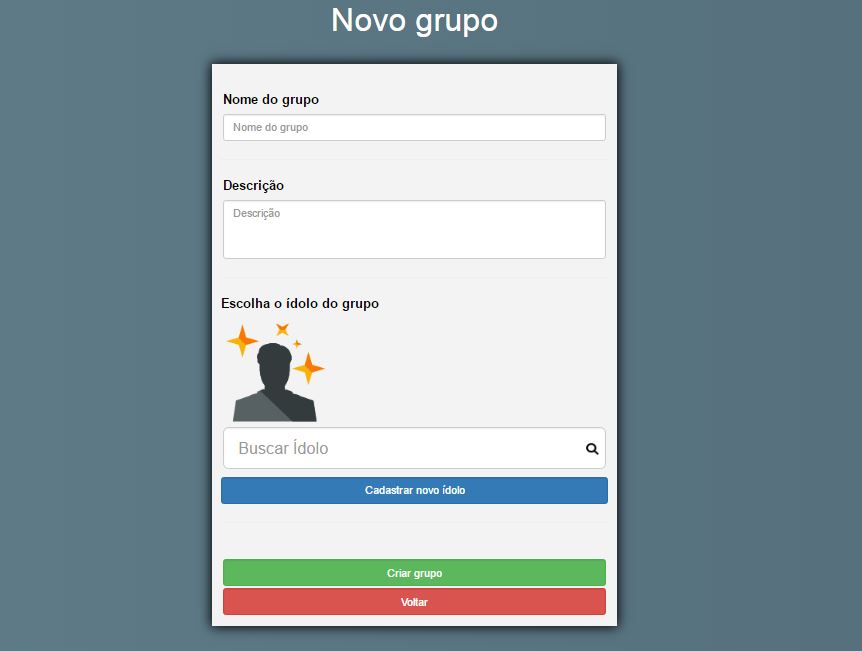 Novo grupo
Nome do grupo
Nome do grupo
Descrição
Descrição
Escolha o ídolo do grupo
Buscar Ídolo
Cadastrar novo ídolo
Criar grupo
Voltar